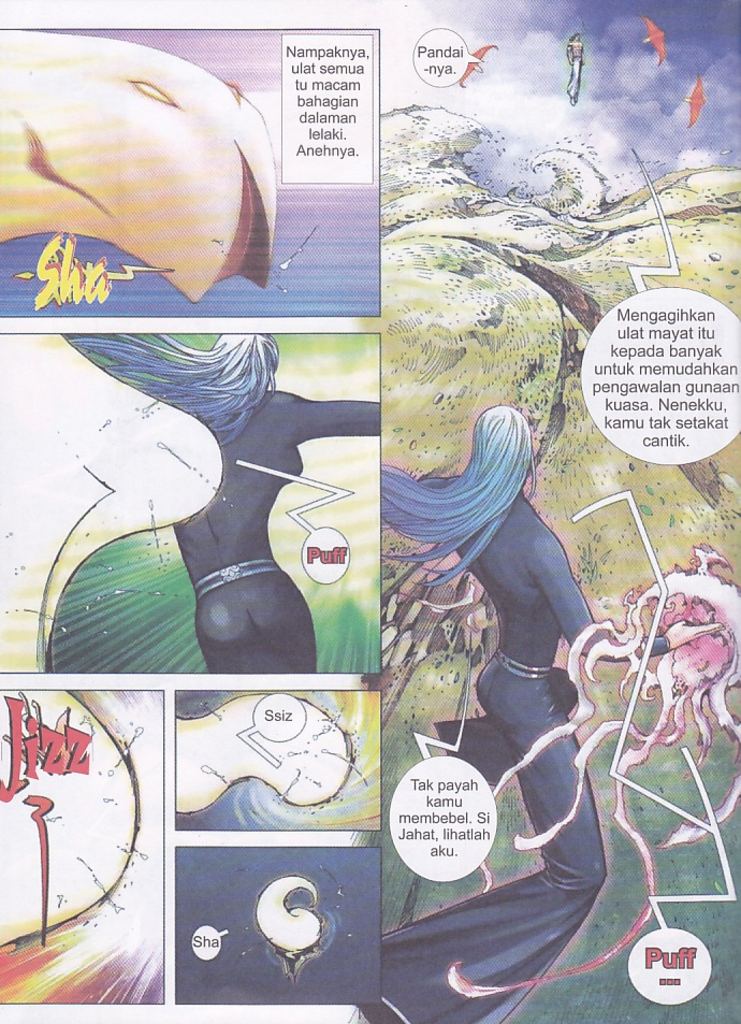 Nampaknya,
ulat semua
tu macam
bahagian
dalaman
lelaki.
Anehnya.
Sha
Puff
Jizz
Ssiz
Sha
Pandai
-nya.
Mengagihkan
ulat mayat itu
kepada banyak
untuk memudahkan
pengawalan gunaan
kuasa. Nenekku,
kamu tak setakat
cantik.
Tak payah
kamu
membebel. Si
Jahat, lihatlah
aku.
Puff
...